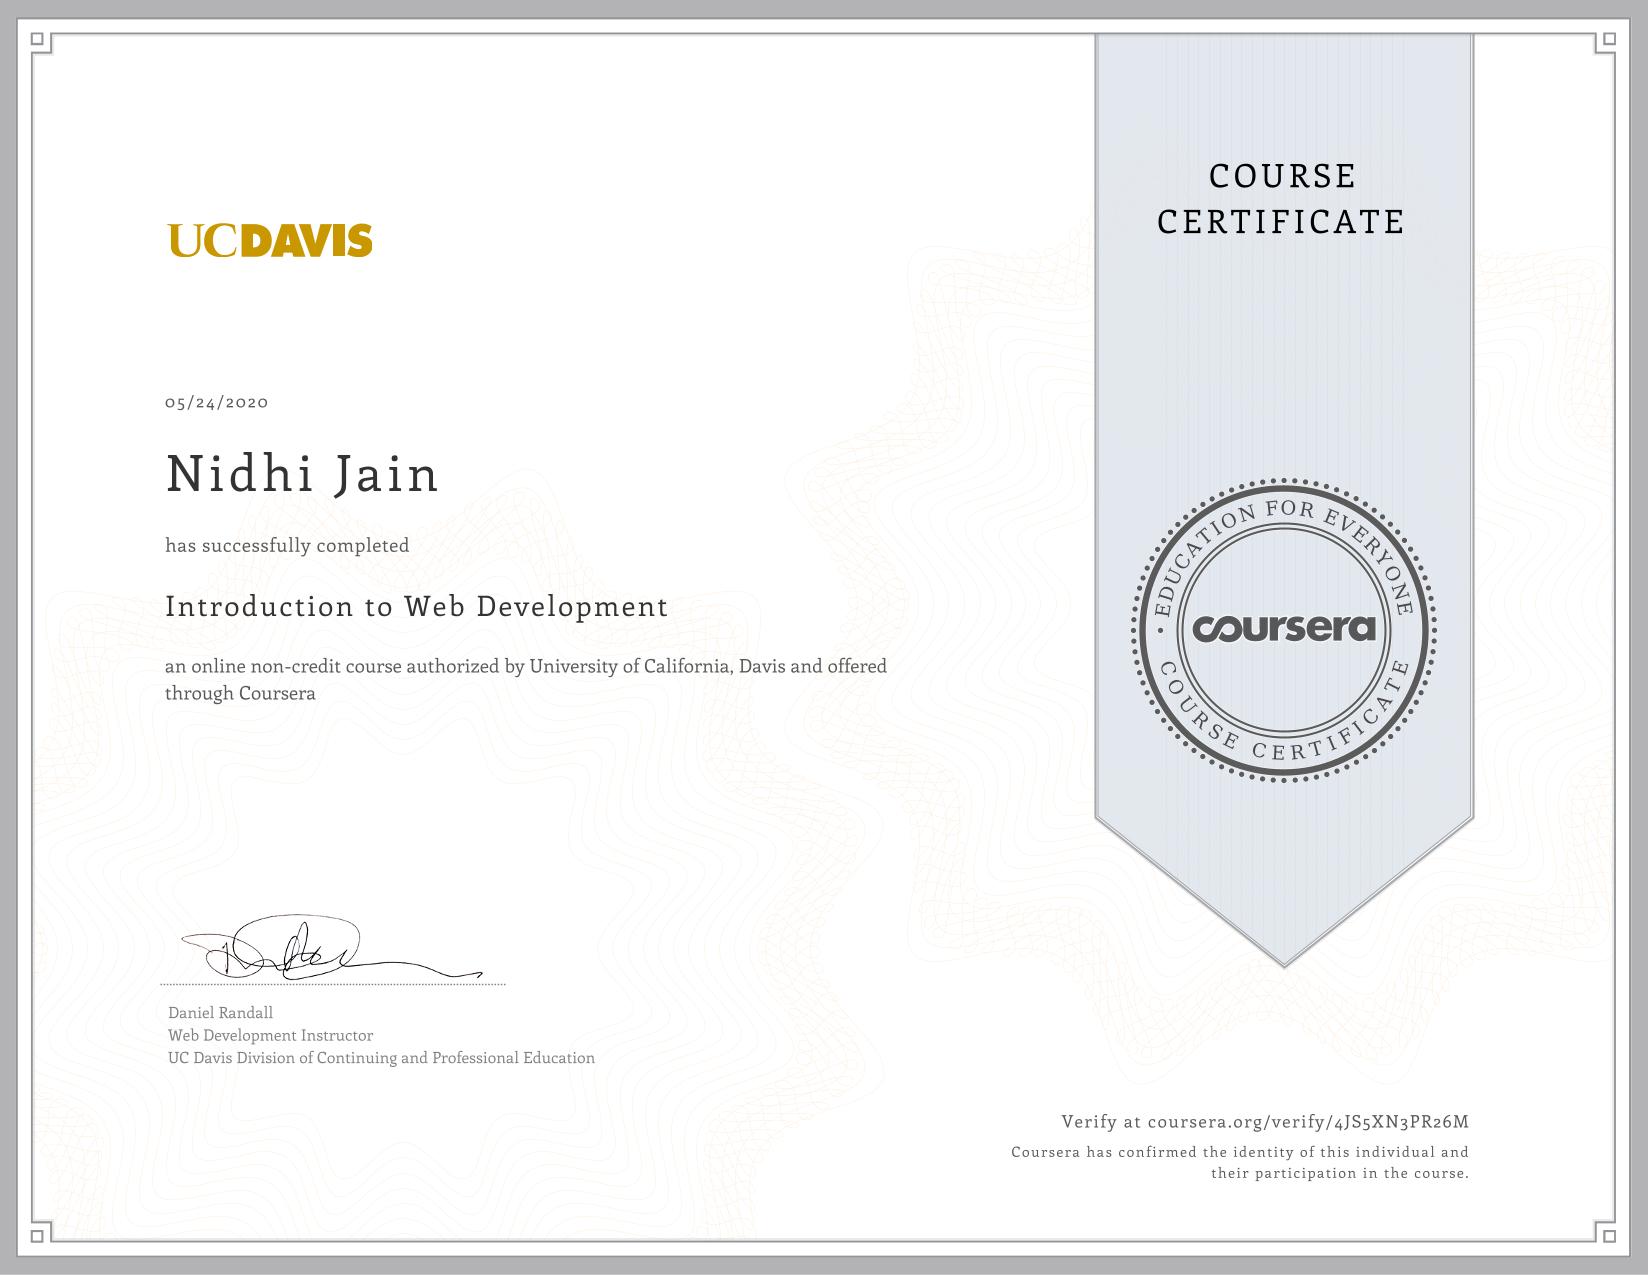 COURSE
CERTIFICATE
UCDAVIS
05/24/2020
Nidhi Jain
has successfully completed
Introduction to Web Development
an online non-credit course authorized by University of California, Davis and offered
through Coursera
• EDUCATION FOR EVERYONE
coursera
COURSE CERTIFICATE
Daniel Randall
Web Development Instructor
UC Davis Division of Continuing and Professional Education
Verify at coursera.org/verify/4JS5XN3PR26M
Coursera has confirmed the identity of this individual and
their participation in the course.